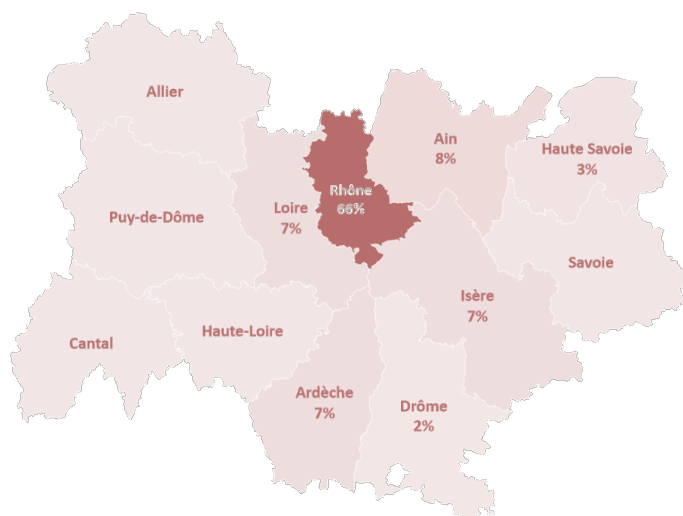 Allier
Ain
8%
Haute Savoie
3%
Rhône
66%
Puy-de-Dôme
Loire
7%
Savoie
Isère
7%
Haute-Loire
Cantal
Ardèche
7%
Drôme
2%